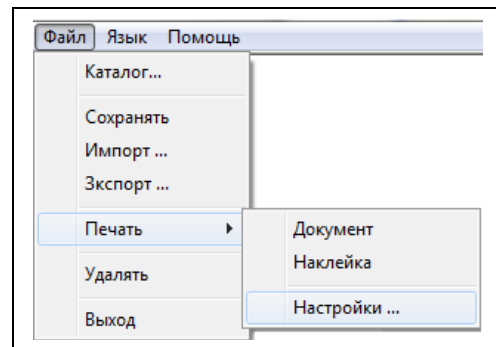 Файл Язык Помощь
Каталог...
Сохранять
Импорт ...
Зкспорт ...
Печать
Документ
Наклейка
Удалять
Настройки ...
Выход